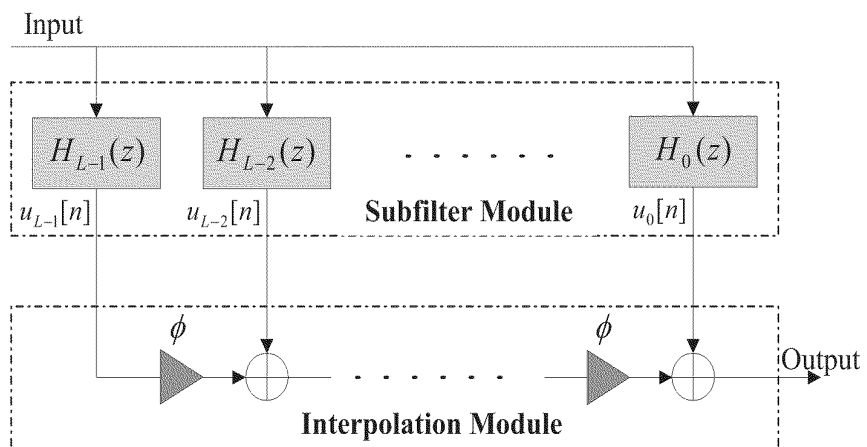 Input
H_{L-1}(z) H_{L-2}(z) . . . . . . H_0(z)
u_{L-1}[n] u_{L-2}[n] Subfilter Module u_0[n]
ϕ ϕ
. . . . . . Output
Interpolation Module